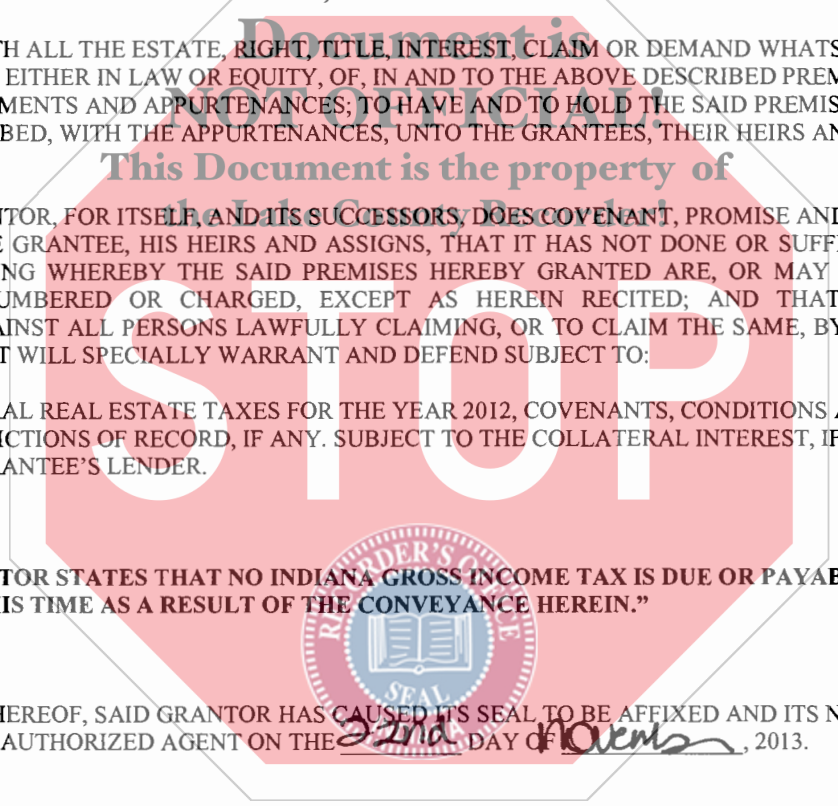 Document is
TH ALL THE ESTATE, RIGHT, TITLE, INTEREST, CLAIM OR DEMAND WHATS
EITHER IN LAW OR EQUITY, OF, IN AND TO THE ABOVE DESCRIBED PREM
NOT OFFICIAL!
MENTS AND APPURTENANCES; TO HAVE AND TO HOLD THE SAID PREMIS
BED, WITH THE APPURTENANCES, UNTO THE GRANTEES, THEIR HEIRS AN
This Document is the property of
the Lake County Recorder!
NTOR, FOR ITSELF, AND ITS SUCCESSORS, DOES COVENANT, PROMISE AND
E GRANTEE, HIS HEIRS AND ASSIGNS, THAT IT HAS NOT DONE OR SUFF
NG WHEREBY THE SAID PREMISES HEREBY GRANTED ARE, OR MAY
UMBERED OR CHARGED, EXCEPT AS HEREIN RECITED; AND THAT
AINST ALL PERSONS LAWFULLY CLAIMING, OR TO CLAIM THE SAME, BY
T WILL SPECIALLY WARRANT AND DEFEND SUBJECT TO:
STOP
AL REAL ESTATE TAXES FOR THE YEAR 2012, COVENANTS, CONDITIONS A
ICTIONS OF RECORD, IF ANY. SUBJECT TO THE COLLATERAL INTEREST, IF
ANTEE'S LENDER.
TOR STATES THAT NO INDIANA GROSS INCOME TAX IS DUE OR PAYAB
IS TIME AS A RESULT OF THE CONVEYANCE HEREIN.”
RECORDER'S OFFICE
SEAL
HEREOF, SAID GRANTOR HAS CAUSED ITS SEAL TO BE AFFIXED AND ITS N
AUTHORIZED AGENT ON THE 22nd DAY OF November, 2013.